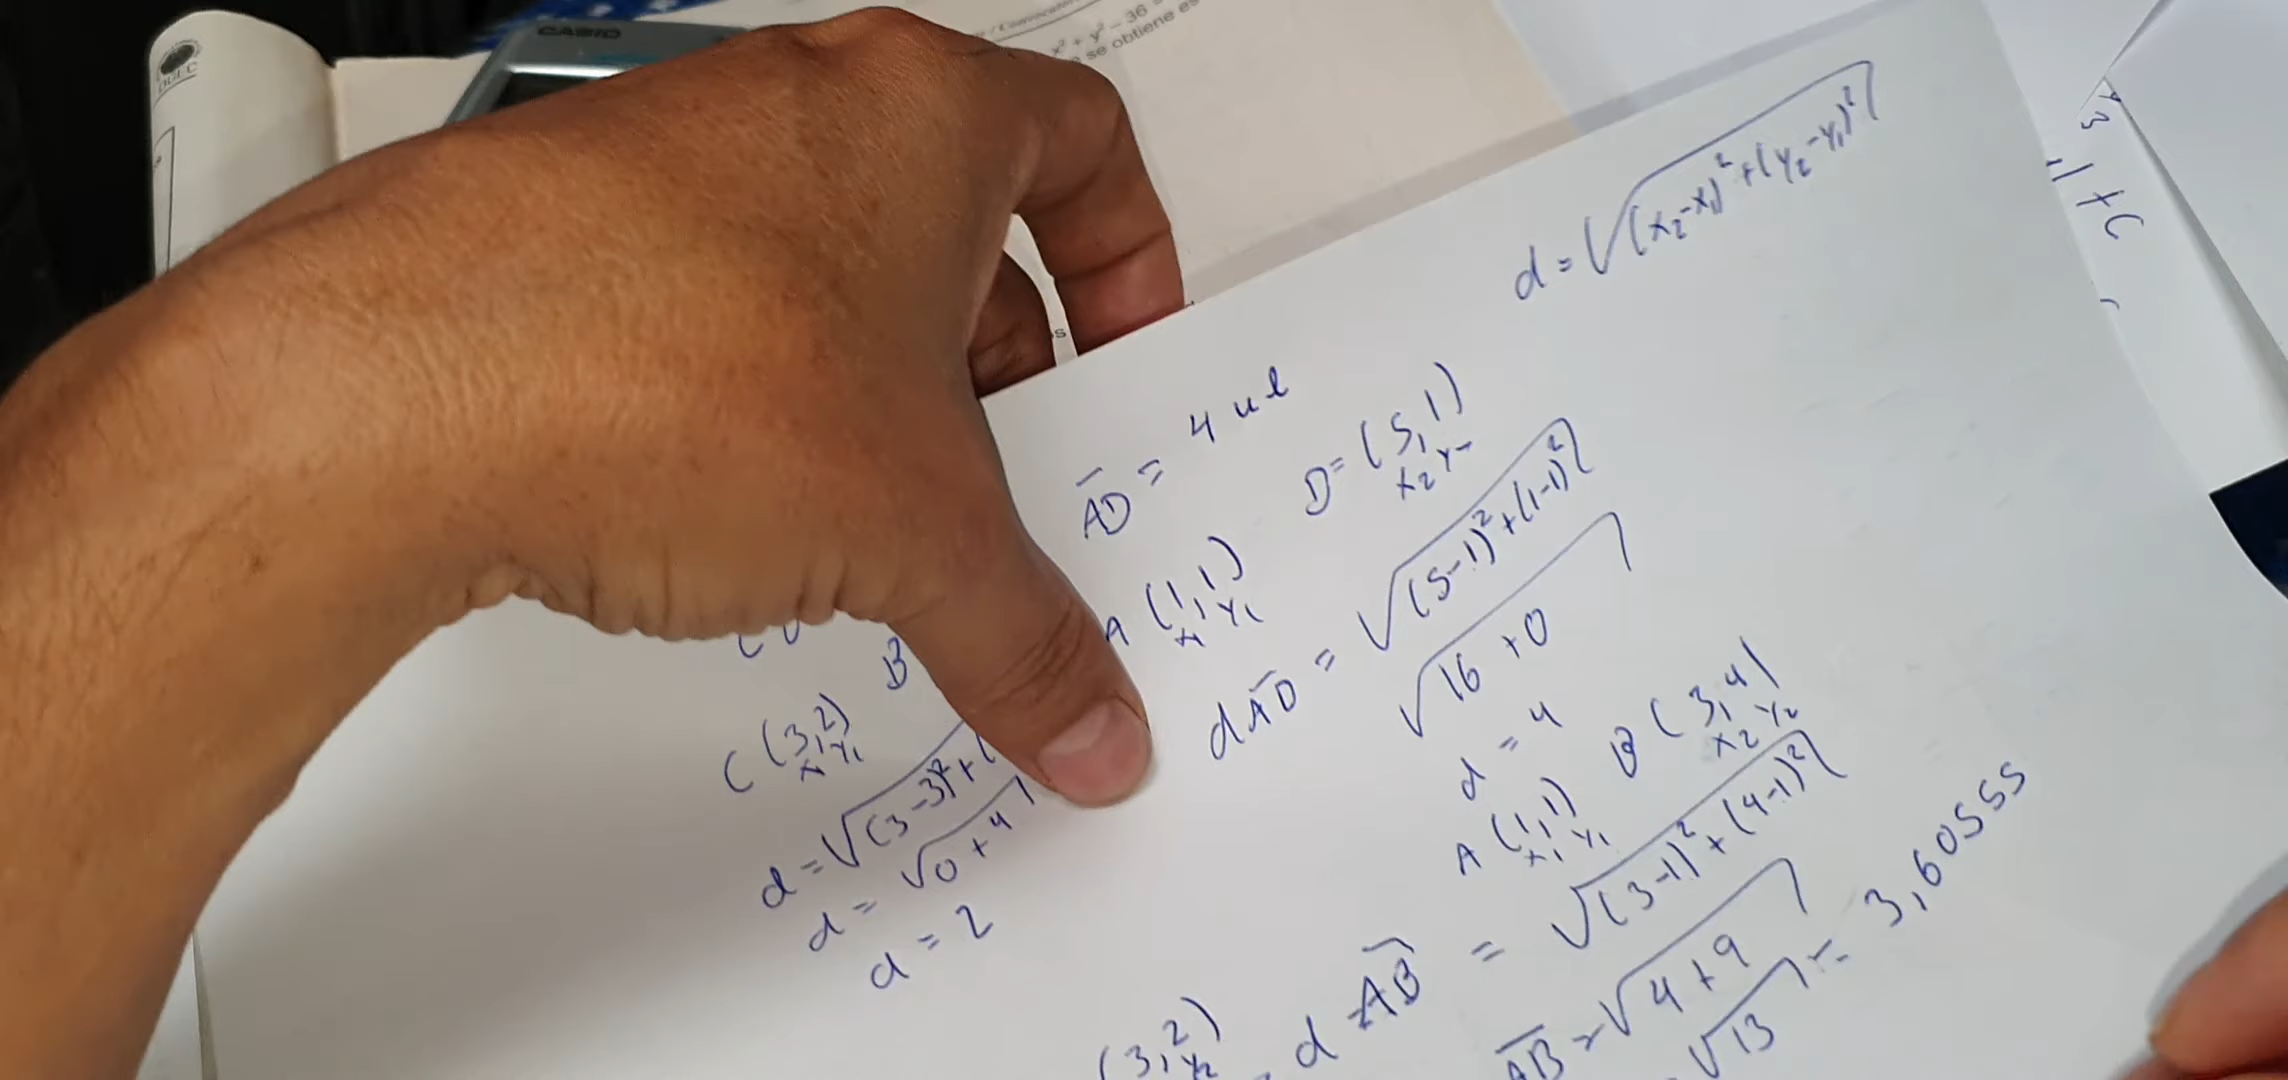 CASIO
x² + y² − 36
se obtiene
d = √(x₂-x₁)² + (y₂-y₁)²
AD = 4 ul
D = (5,1)
x₂
A (1,1)
x₁ y₁
dAD = √(5-1)² + (1-1)²
√16 + 0
d = 4
A (1,1) B (3,4)
x₁ y₁ x₂ y₂
d AB = √(3-1)² + (4-1)²
AB = √4 + 9
√13 = 3,60555
B
C (3,2)
x₁ y₁
d = √(3-3)² + (
d = √0 + 4
d = 2
(3,2)
y₂